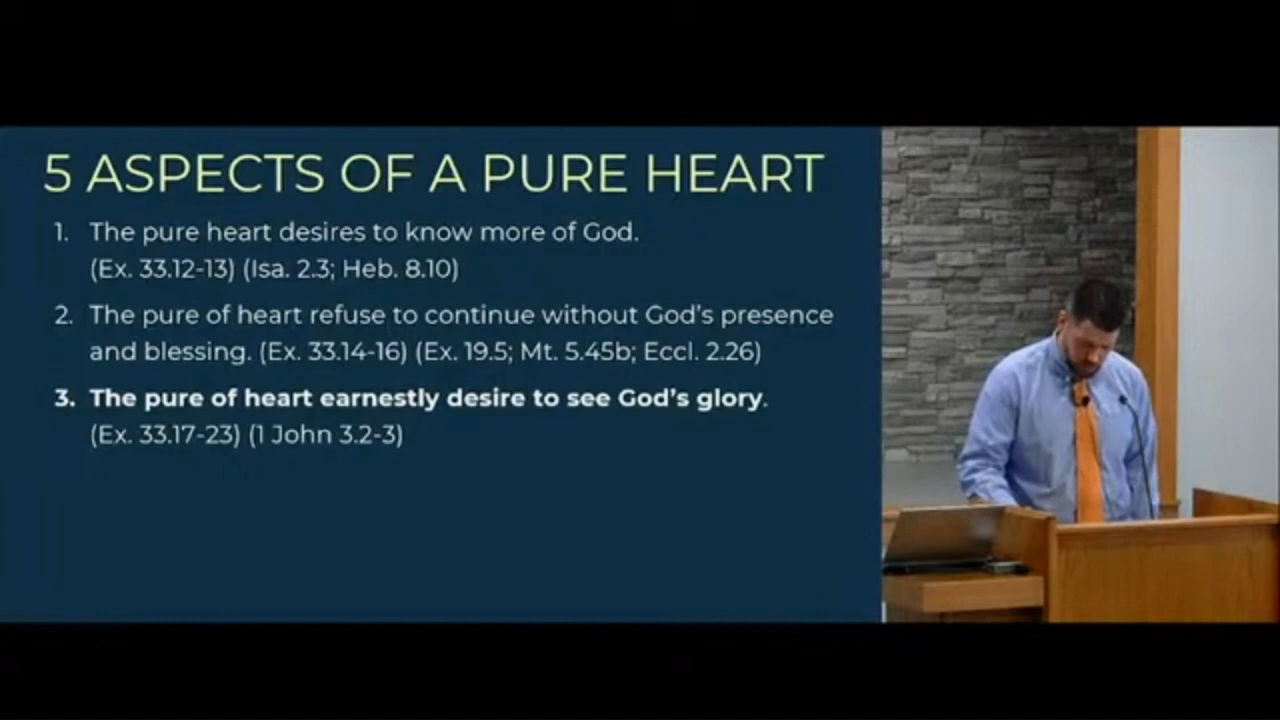 5 ASPECTS OF A PURE HEART
1. The pure heart desires to know more of God.
(Ex. 33.12-13) (Isa. 2.3; Heb. 8.10)
2. The pure of heart refuse to continue without God's presence
and blessing. (Ex. 33.14-16) (Ex. 19.5; Mt. 5.45b; Eccl. 2.26)
3. The pure of heart earnestly desire to see God's glory.
(Ex. 33.17-23) (1 John 3.2-3)